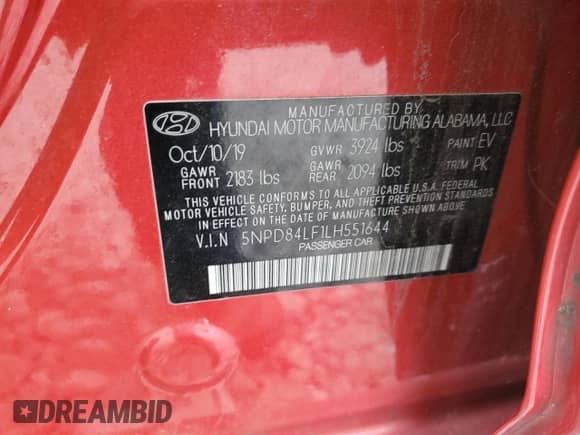 MANUFACTURED BY
HYUNDAI MOTOR MANUFACTURING ALABAMA, LLC
Oct/10/19 GVWR 3924 lbs PAINT EV
GAWR FRONT 2183 lbs GAWR REAR 2094 lbs TRIM PK
THIS VEHICLE CONFORMS TO ALL APPLICABLE U.S.A. FEDERAL
MOTOR VEHICLE SAFETY, BUMPER, AND THEFT PREVENTION STANDARDS
IN EFFECT ON THE DATE OF MANUFACTURE SHOWN ABOVE.
V.I.N 5NPD84LF1LH551644
PASSENGER CAR
DREAMBID